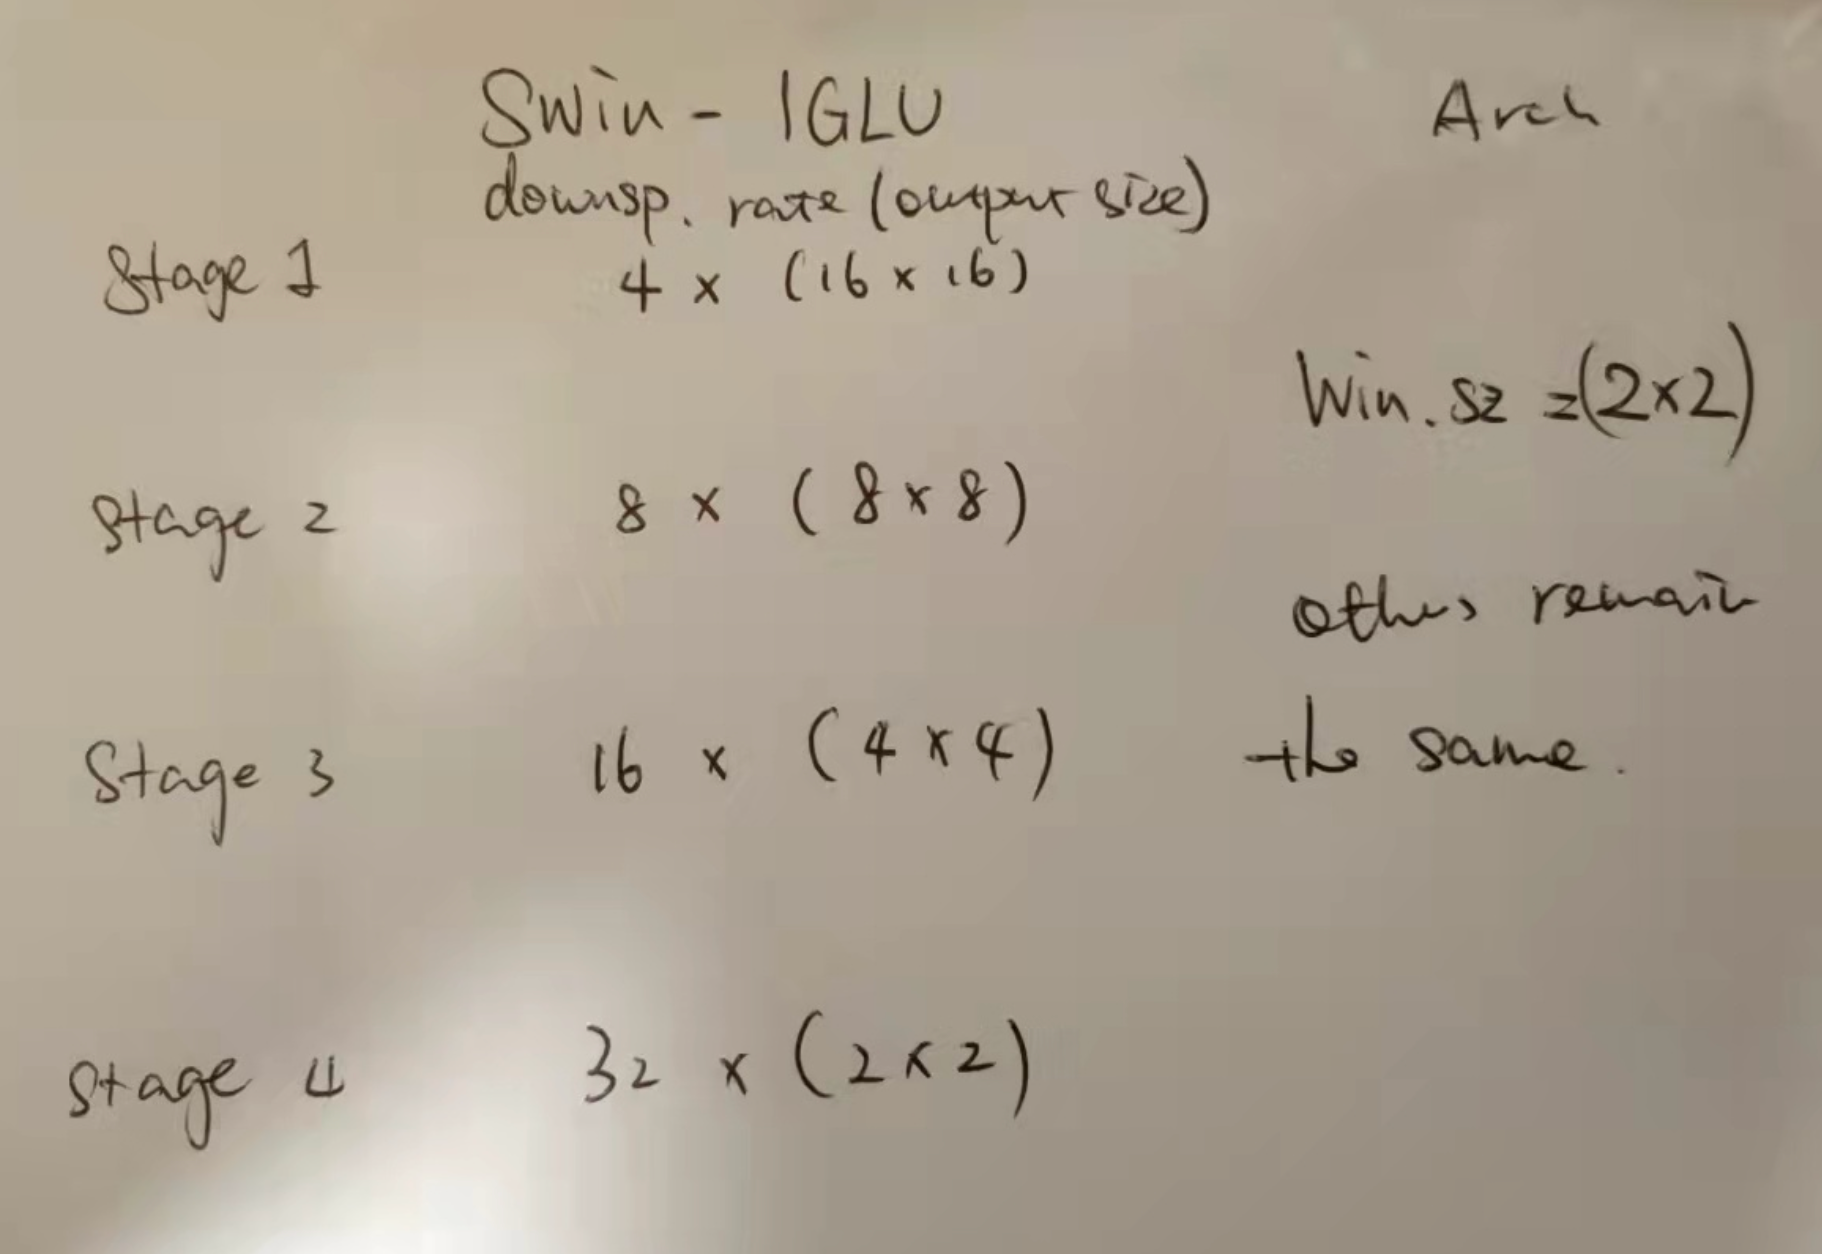 Swin - IGLU Arch
downsp. rate (output size)
Stage 1 4 x (16 x 16)
Win. sz =(2x2)
Stage 2 8 x (8 x 8)
others remain
Stage 3 16 x (4 x 4) the same.
Stage 4 32 x (2 x 2)